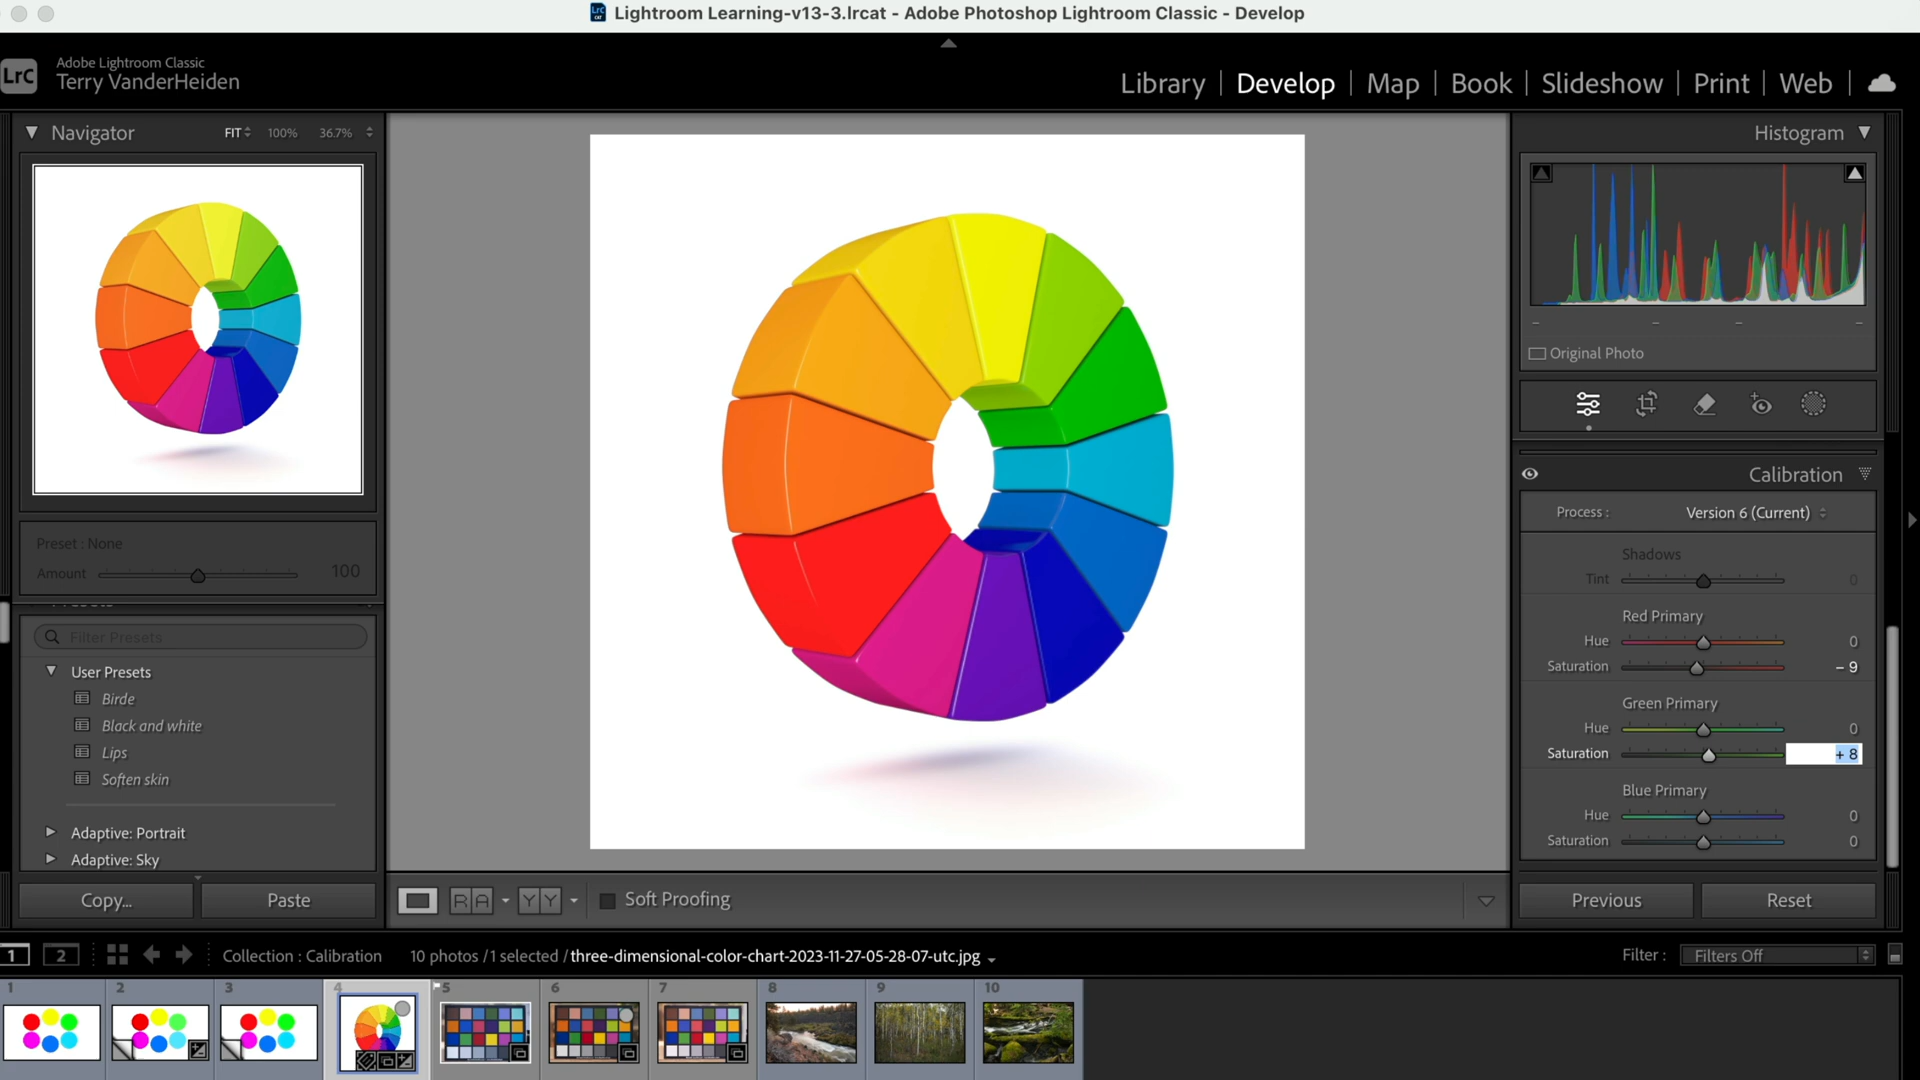 Lightroom Learning-v13-3.lrcat - Adobe Photoshop Lightroom Classic - Develop
LrC
Adobe Lightroom Classic
Terry VanderHeiden
Library | Develop | Map | Book | Slideshow | Print | Web
Navigator FIT 100% 36.7%
Histogram
Original Photo
Calibration
Process : Version 6 (Current)
Shadows
Tint 0
Red Primary
Hue 0
Saturation – 9
Green Primary
Hue 0
Saturation + 8
Blue Primary
Hue 0
Saturation 0
Preset : None
Amount 100
Presets
Filter Presets
User Presets
Birde
Black and white
Lips
Soften skin
Adaptive: Portrait
Adaptive: Sky
Copy... Paste
R A Y Y Soft Proofing
Previous Reset
1 2 Collection : Calibration 10 photos / 1 selected / three-dimensional-color-chart-2023-11-27-05-28-07-utc.jpg
Filter : Filters Off
1 2 3 4 5 6 7 8 9 10